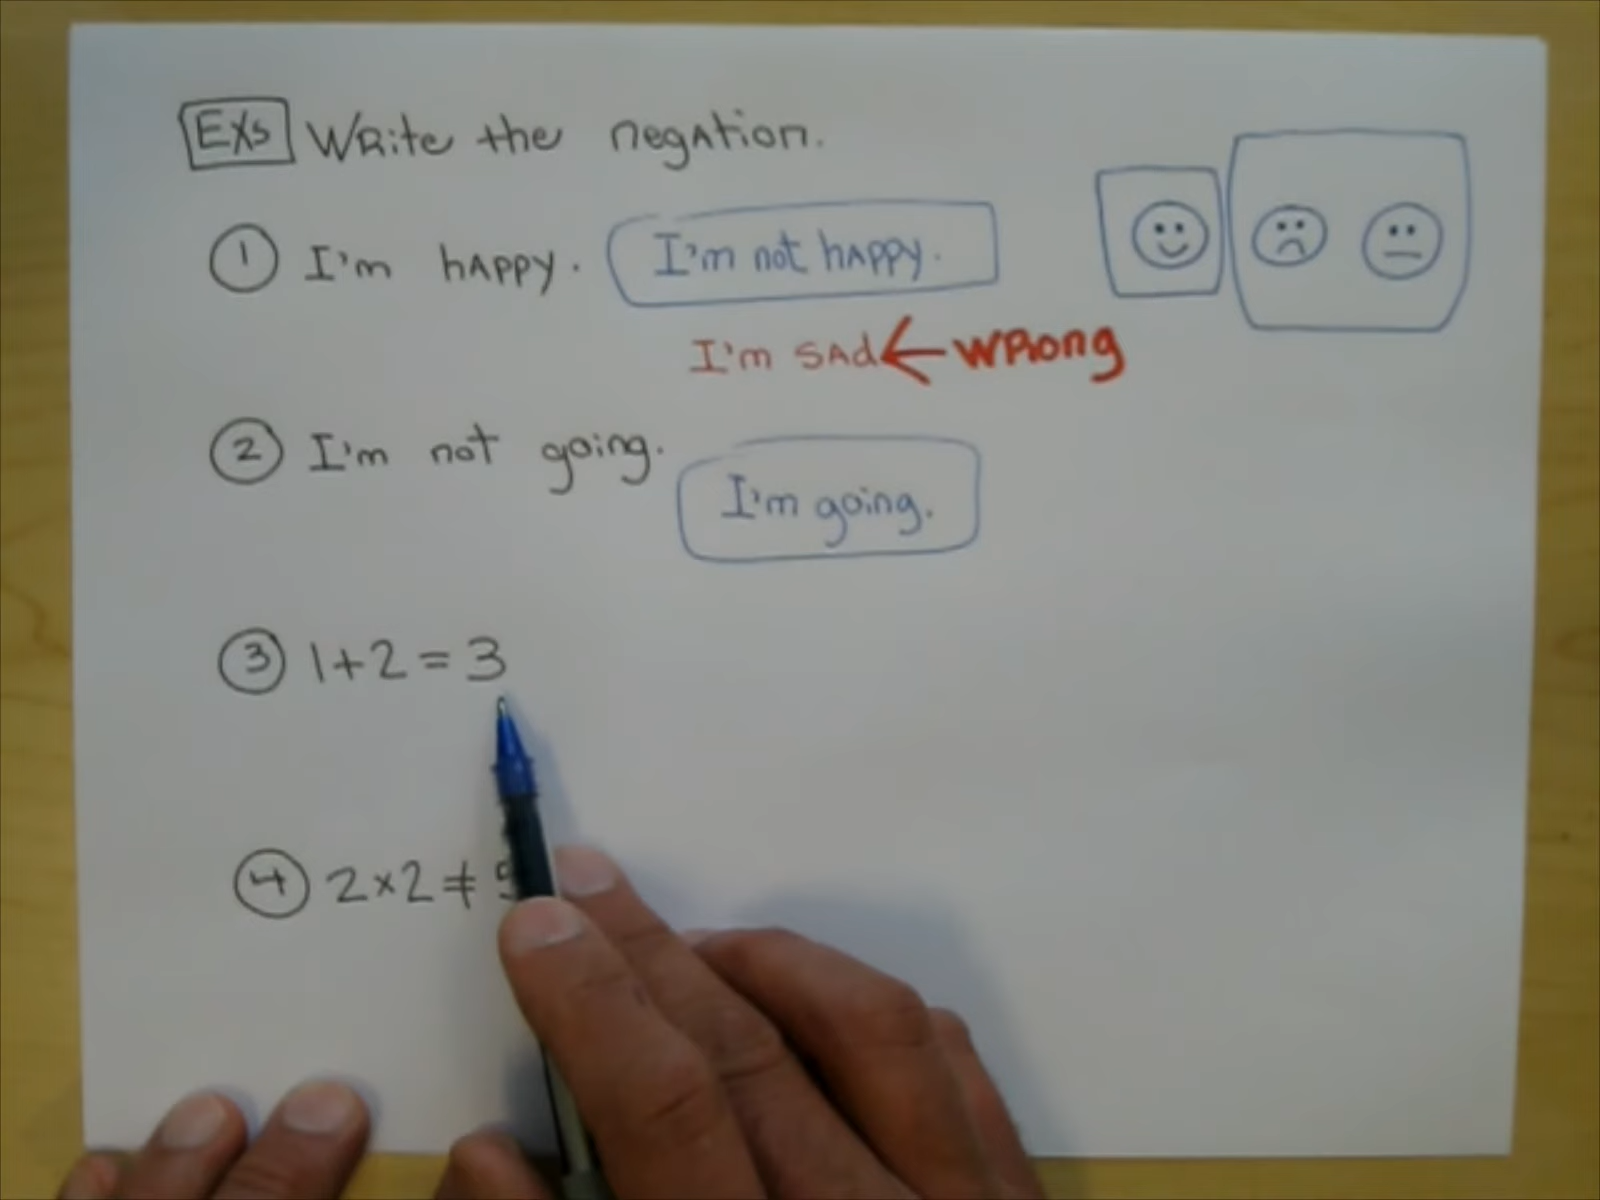 EXs Write the negation.
1 I'm happy. I'm not happy.
I'm sad ← wrong
2 I'm not going.
I'm going.
3 1+2=3
4 2×2≠